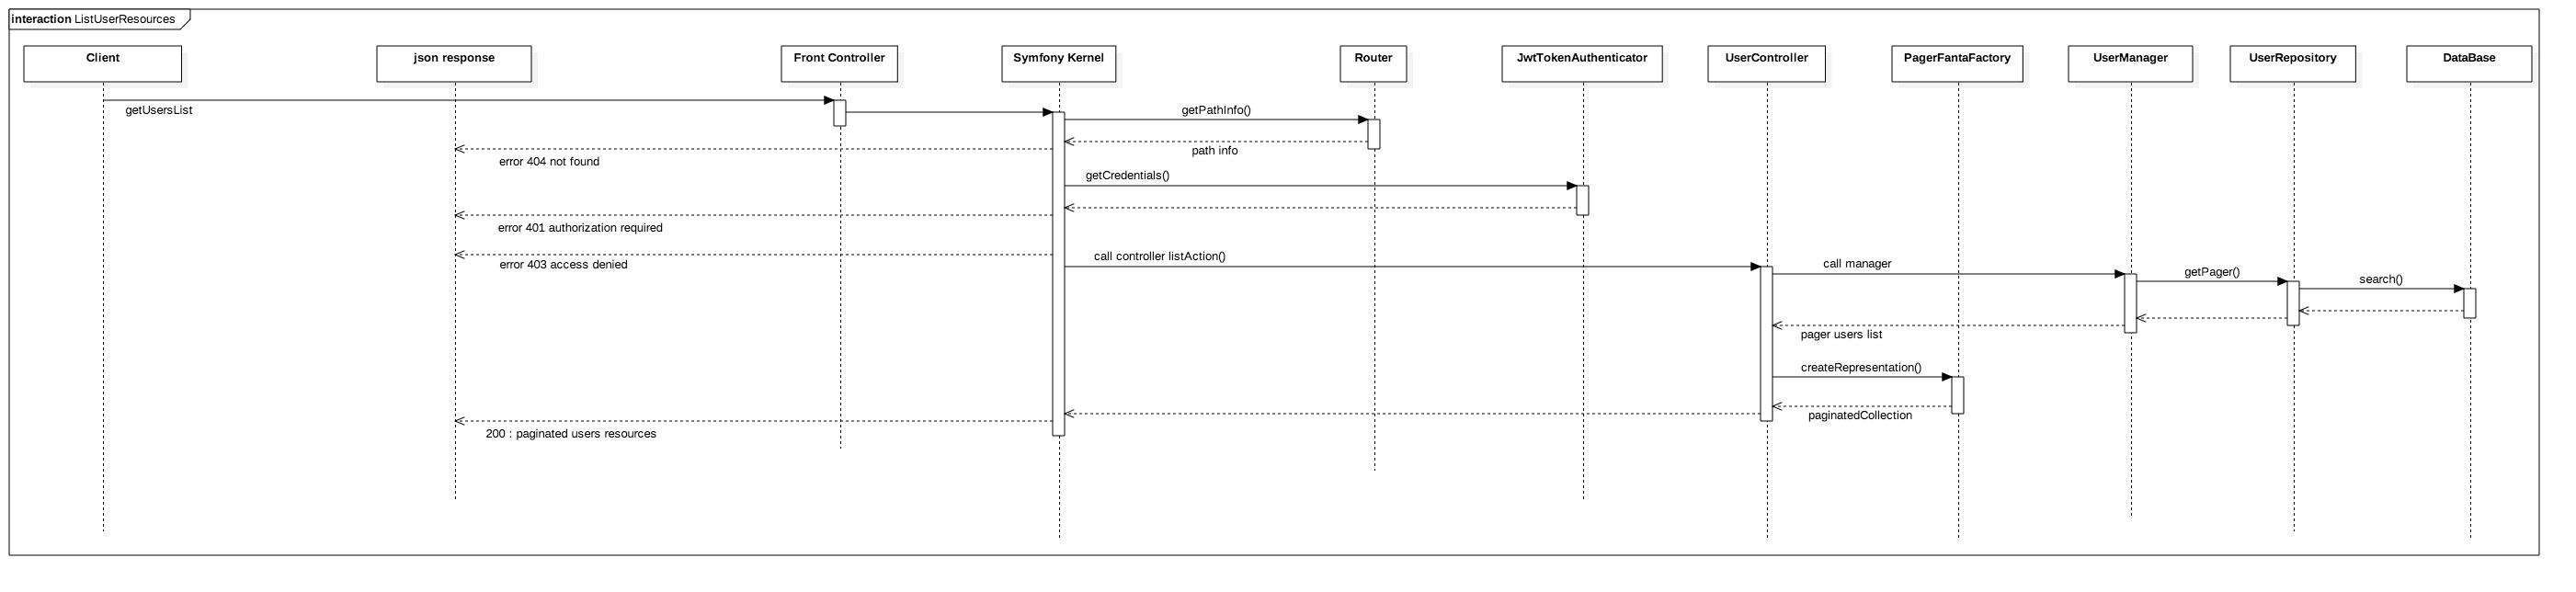 interaction ListUserResources
Client
json response
Front Controller
Symfony Kernel
Router
JwtTokenAuthenticator
UserController
PagerFantaFactory
UserManager
UserRepository
DataBase
getUsersList
getPathInfo()
path info
error 404 not found
getCredentials()
error 401 authorization required
error 403 access denied
call controller listAction()
call manager
getPager()
search()
pager users list
createRepresentation()
paginatedCollection
200 : paginated users resources